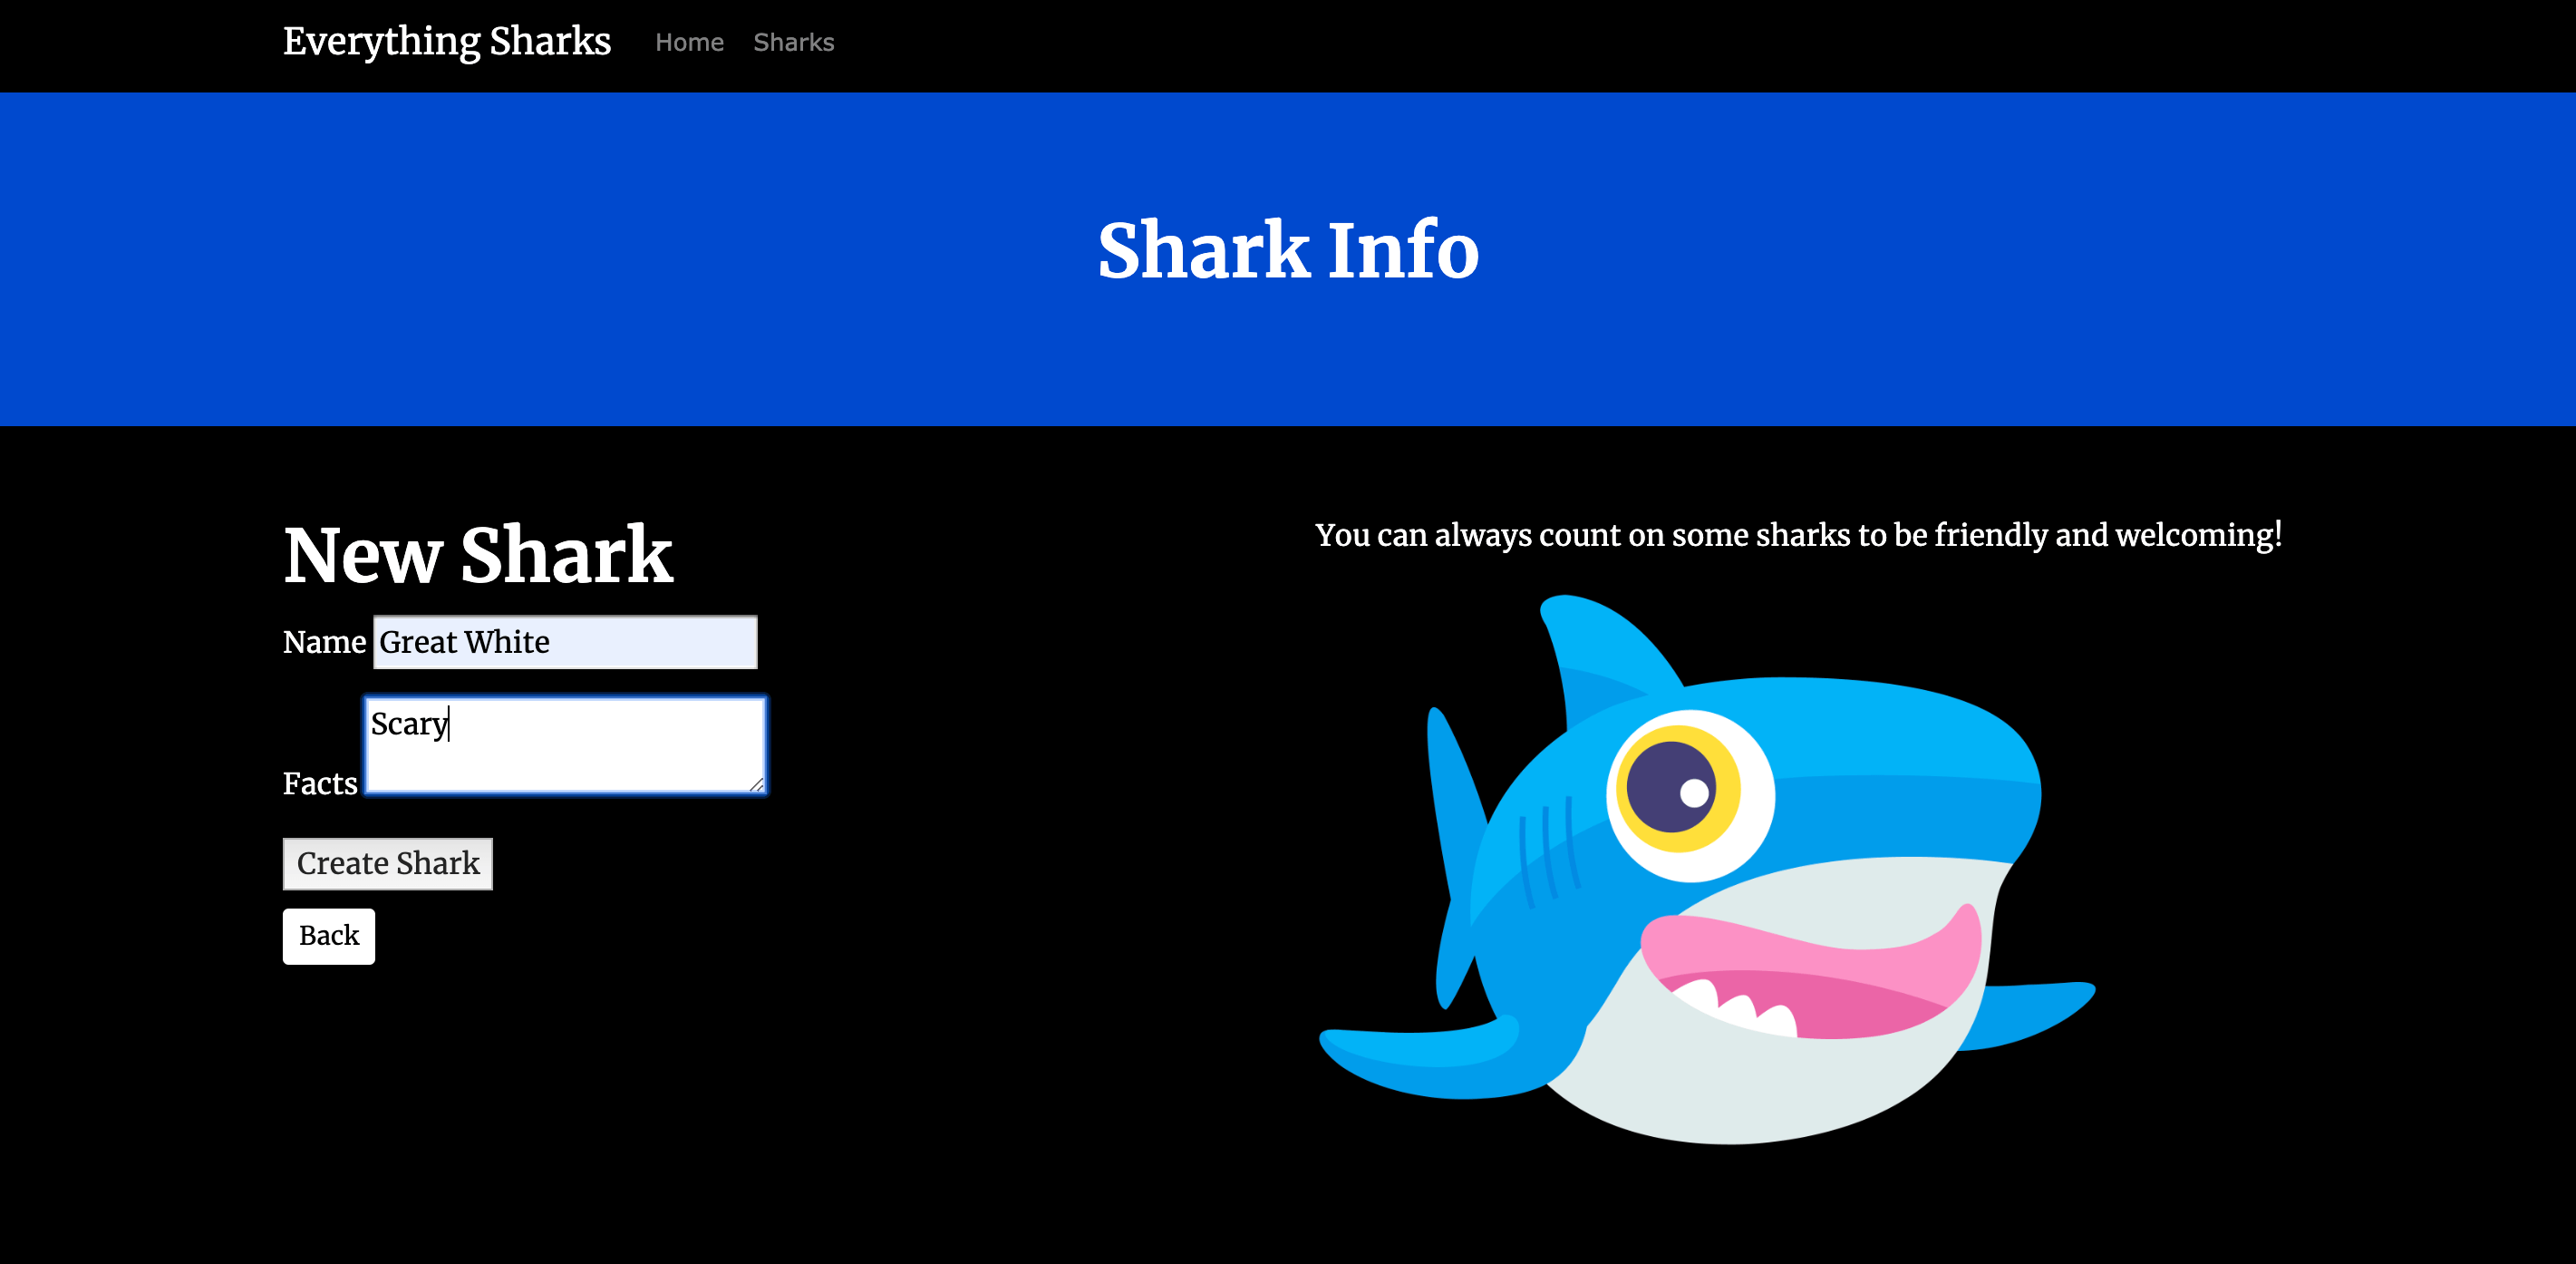 Everything Sharks Home Sharks
Shark Info
New Shark
Name Great White
Facts Scary
Create Shark
Back
You can always count on some sharks to be friendly and welcoming!